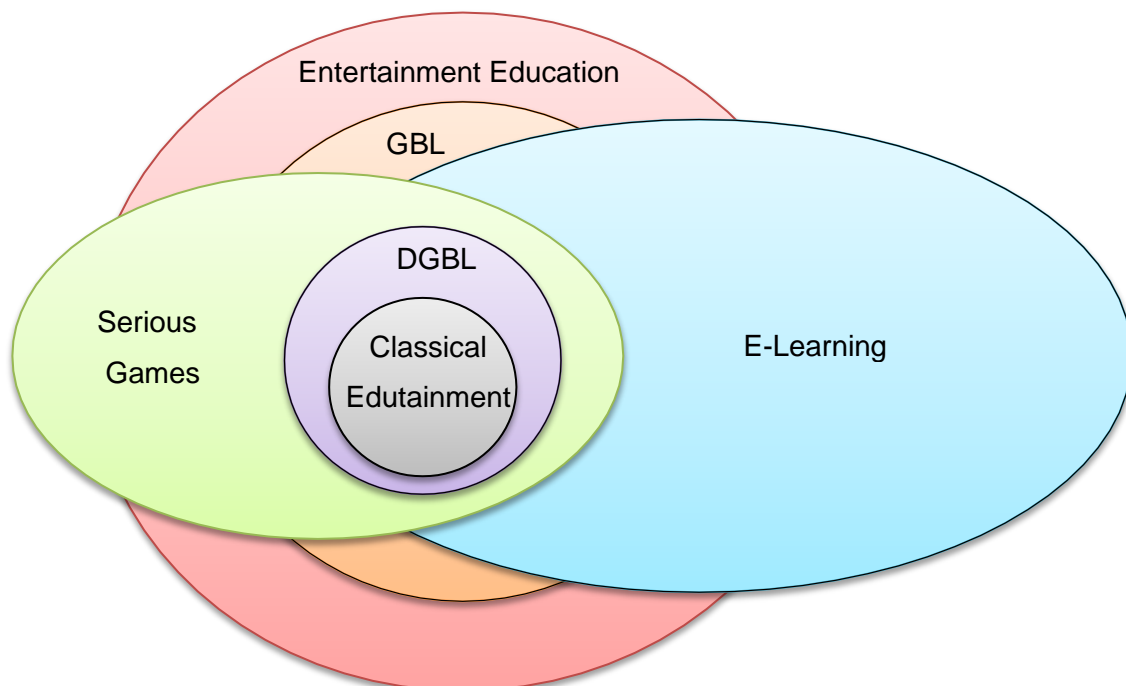 Entertainment Education
GBL
DGBL
Serious
Games
Classical
Edutainment
E-Learning